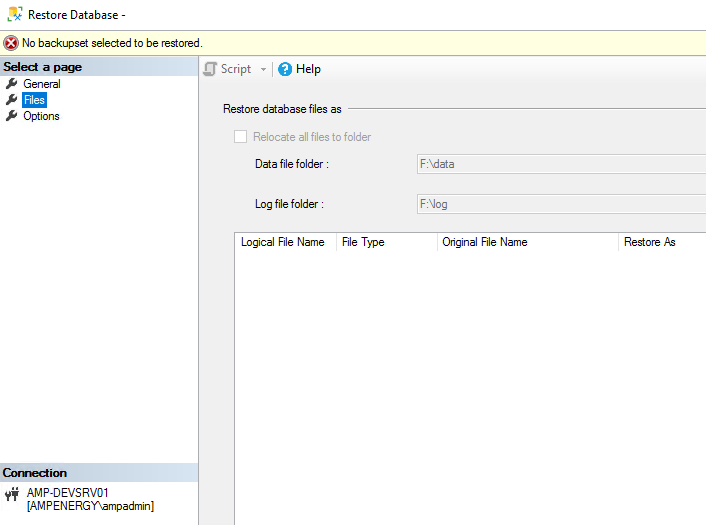 Restore Database -
No backupset selected to be restored.
Select a page
General
Files
Options
Script
Help
Restore database files as
Relocate all files to folder
Data file folder :
F:\data
Log file folder :
F:\log
Logical File Name
File Type
Original File Name
Restore As
Connection
AMP-DEVSRV01
[AMPENERGY\ampadmin]